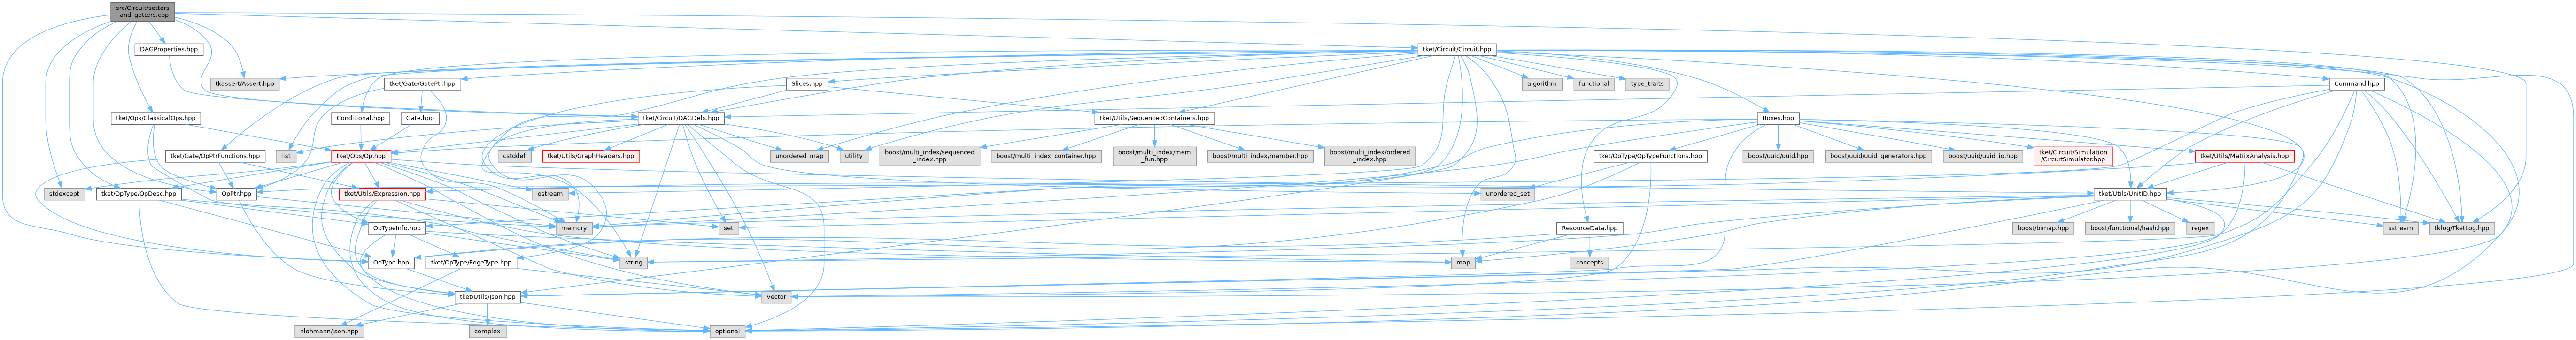 src/Circuit/setters
_and_getters.cpp
DAGProperties.hpp
tket/Circuit/Circuit.hpp
tkassert/Assert.hpp
tket/Gate/GatePtr.hpp
Slices.hpp
algorithm
functional
type_traits
Command.hpp
tket/Ops/ClassicalOps.hpp
Conditional.hpp
Gate.hpp
tket/Circuit/DAGDefs.hpp
tket/Utils/SequencedContainers.hpp
Boxes.hpp
tket/Gate/OpPtrFunctions.hpp
list
tket/Ops/Op.hpp
cstddef
tket/Utils/GraphHeaders.hpp
unordered_map
utility
boost/multi_index/sequenced
_index.hpp
boost/multi_index_container.hpp
boost/multi_index/mem
_fun.hpp
boost/multi_index/member.hpp
boost/multi_index/ordered
_index.hpp
tket/OpType/OpTypeFunctions.hpp
boost/uuid/uuid.hpp
boost/uuid/uuid_generators.hpp
boost/uuid/uuid_io.hpp
tket/Circuit/Simulation
/CircuitSimulator.hpp
tket/Utils/MatrixAnalysis.hpp
stdexcept
tket/OpType/OpDesc.hpp
OpPtr.hpp
tket/Utils/Expression.hpp
ostream
unordered_set
tket/Utils/UnitID.hpp
OpTypeInfo.hpp
memory
set
ResourceData.hpp
boost/bimap.hpp
boost/functional/hash.hpp
regex
sstream
tklog/TketLog.hpp
OpType.hpp
tket/OpType/EdgeType.hpp
string
map
concepts
tket/Utils/Json.hpp
vector
nlohmann/json.hpp
complex
optional